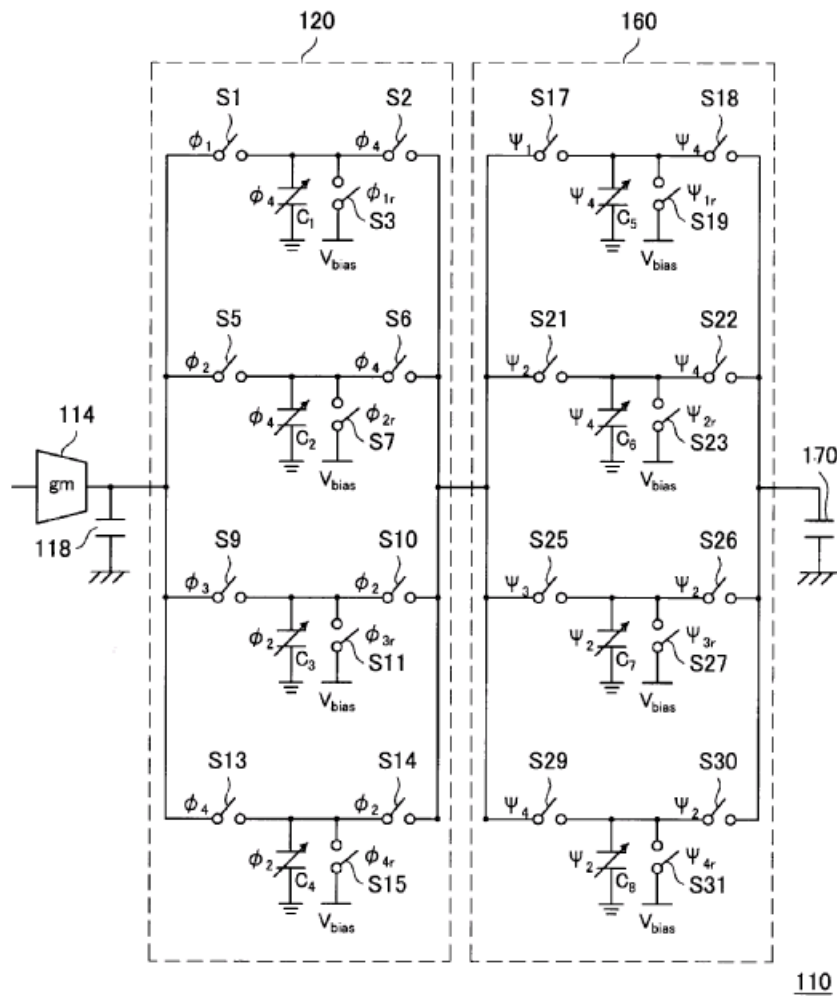 120 160
S1 S2 S17 S18
ϕ1 ϕ4 Ψ1 Ψ4
ϕ4 C1 ϕ1r S3 Ψ4 C5 Ψ1r S19
Vbias Vbias
S5 S6 S21 S22
ϕ2 ϕ4 Ψ2 Ψ4
ϕ4 C2 ϕ2r S7 Ψ4 C6 Ψ2r S23
Vbias Vbias
114 170
gm
118
S9 S10 S25 S26
ϕ3 ϕ2 Ψ3 Ψ2
ϕ2 C3 ϕ3r S11 Ψ2 C7 Ψ3r S27
Vbias Vbias
S13 S14 S29 S30
ϕ4 ϕ2 Ψ4 Ψ2
ϕ2 C4 ϕ4r S15 Ψ2 C8 Ψ4r S31
Vbias Vbias
110